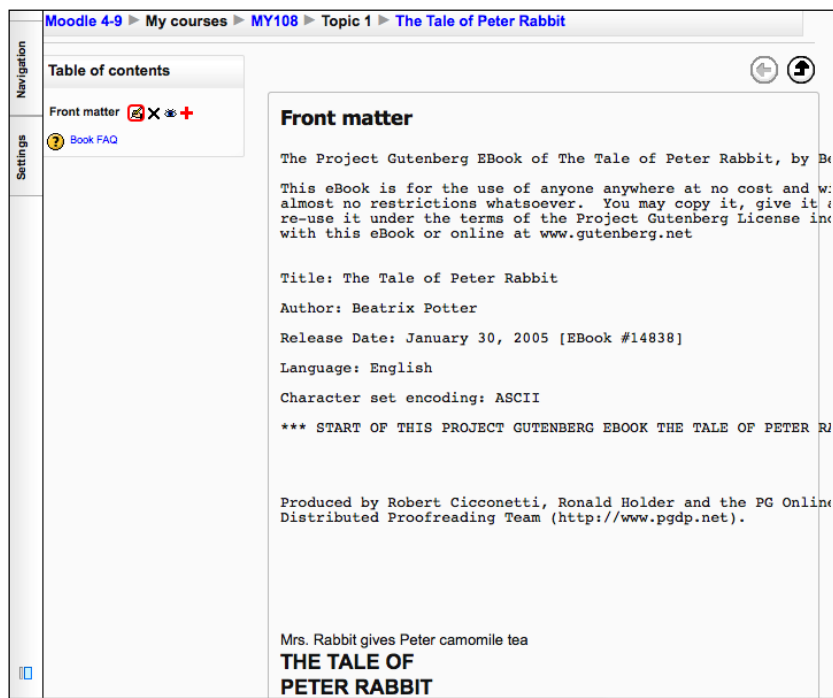 Moodle 4-9 ▶ My courses ▶ MY108 ▶ Topic 1 ▶ The Tale of Peter Rabbit
Navigation
Settings
Table of contents
Front matter
Book FAQ
Front matter
The Project Gutenberg EBook of The Tale of Peter Rabbit, by
This eBook is for the use of anyone anywhere at no cost and
almost no restrictions whatsoever.  You may copy it, give it
re-use it under the terms of the Project Gutenberg License
with this eBook or online at www.gutenberg.net
Title: The Tale of Peter Rabbit
Author: Beatrix Potter
Release Date: January 30, 2005 [EBook #14838]
Language: English
Character set encoding: ASCII
*** START OF THIS PROJECT GUTENBERG EBOOK THE TALE OF PETER
Produced by Robert Cicconetti, Ronald Holder and the PG Online
Distributed Proofreading Team (http://www.pgdp.net).
Mrs. Rabbit gives Peter camomile tea
THE TALE OF
PETER RABBIT